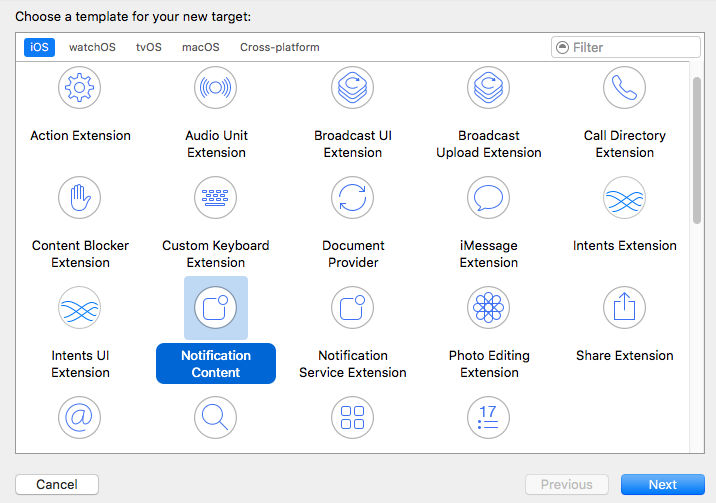 Choose a template for your new target:
iOS watchOS tvOS macOS Cross-platform Filter
Action Extension
Audio Unit
Extension
Broadcast UI
Extension
Broadcast
Upload Extension
Call Directory
Extension
Content Blocker
Extension
Custom Keyboard
Extension
Document
Provider
iMessage
Extension
Intents Extension
Intents UI
Extension
Notification
Content
Notification
Service Extension
Photo Editing
Extension
Share Extension
@
17
Cancel Previous Next